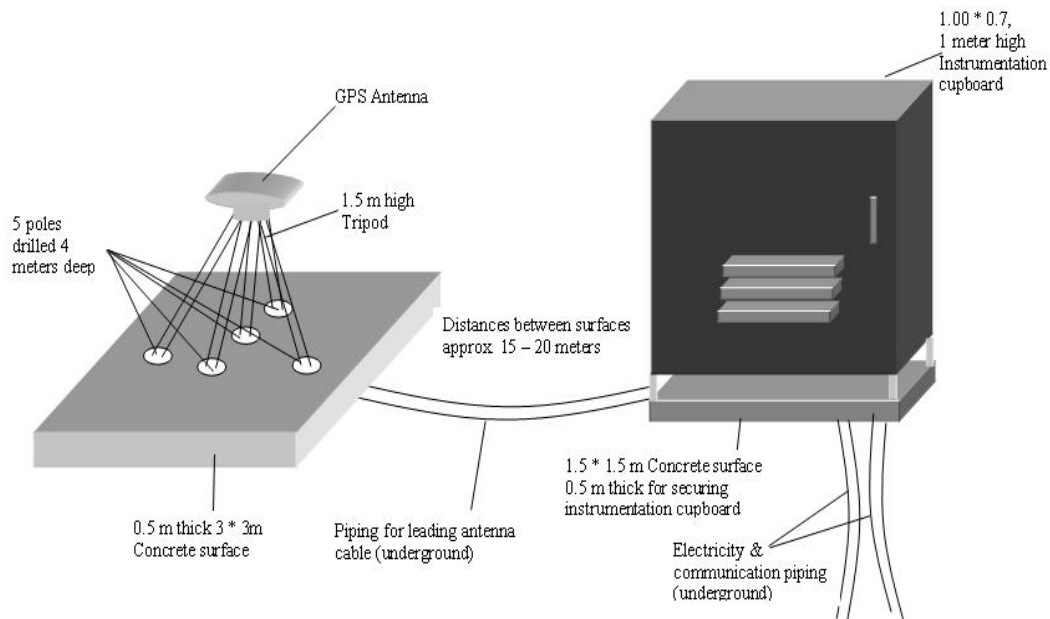 1.00 * 0.7,
1 meter high
Instrumentation
cupboard
GPS Antenna
1.5 m high
Tripod
5 poles
drilled 4
meters deep
Distances between surfaces
approx 15 – 20 meters
1.5 * 1.5 m Concrete surface
0.5 m thick for securing
instrumentation cupboard
0.5 m thick 3 * 3m
Concrete surface
Piping for leading antenna
cable (underground)
Electricity &
communication piping
(underground)